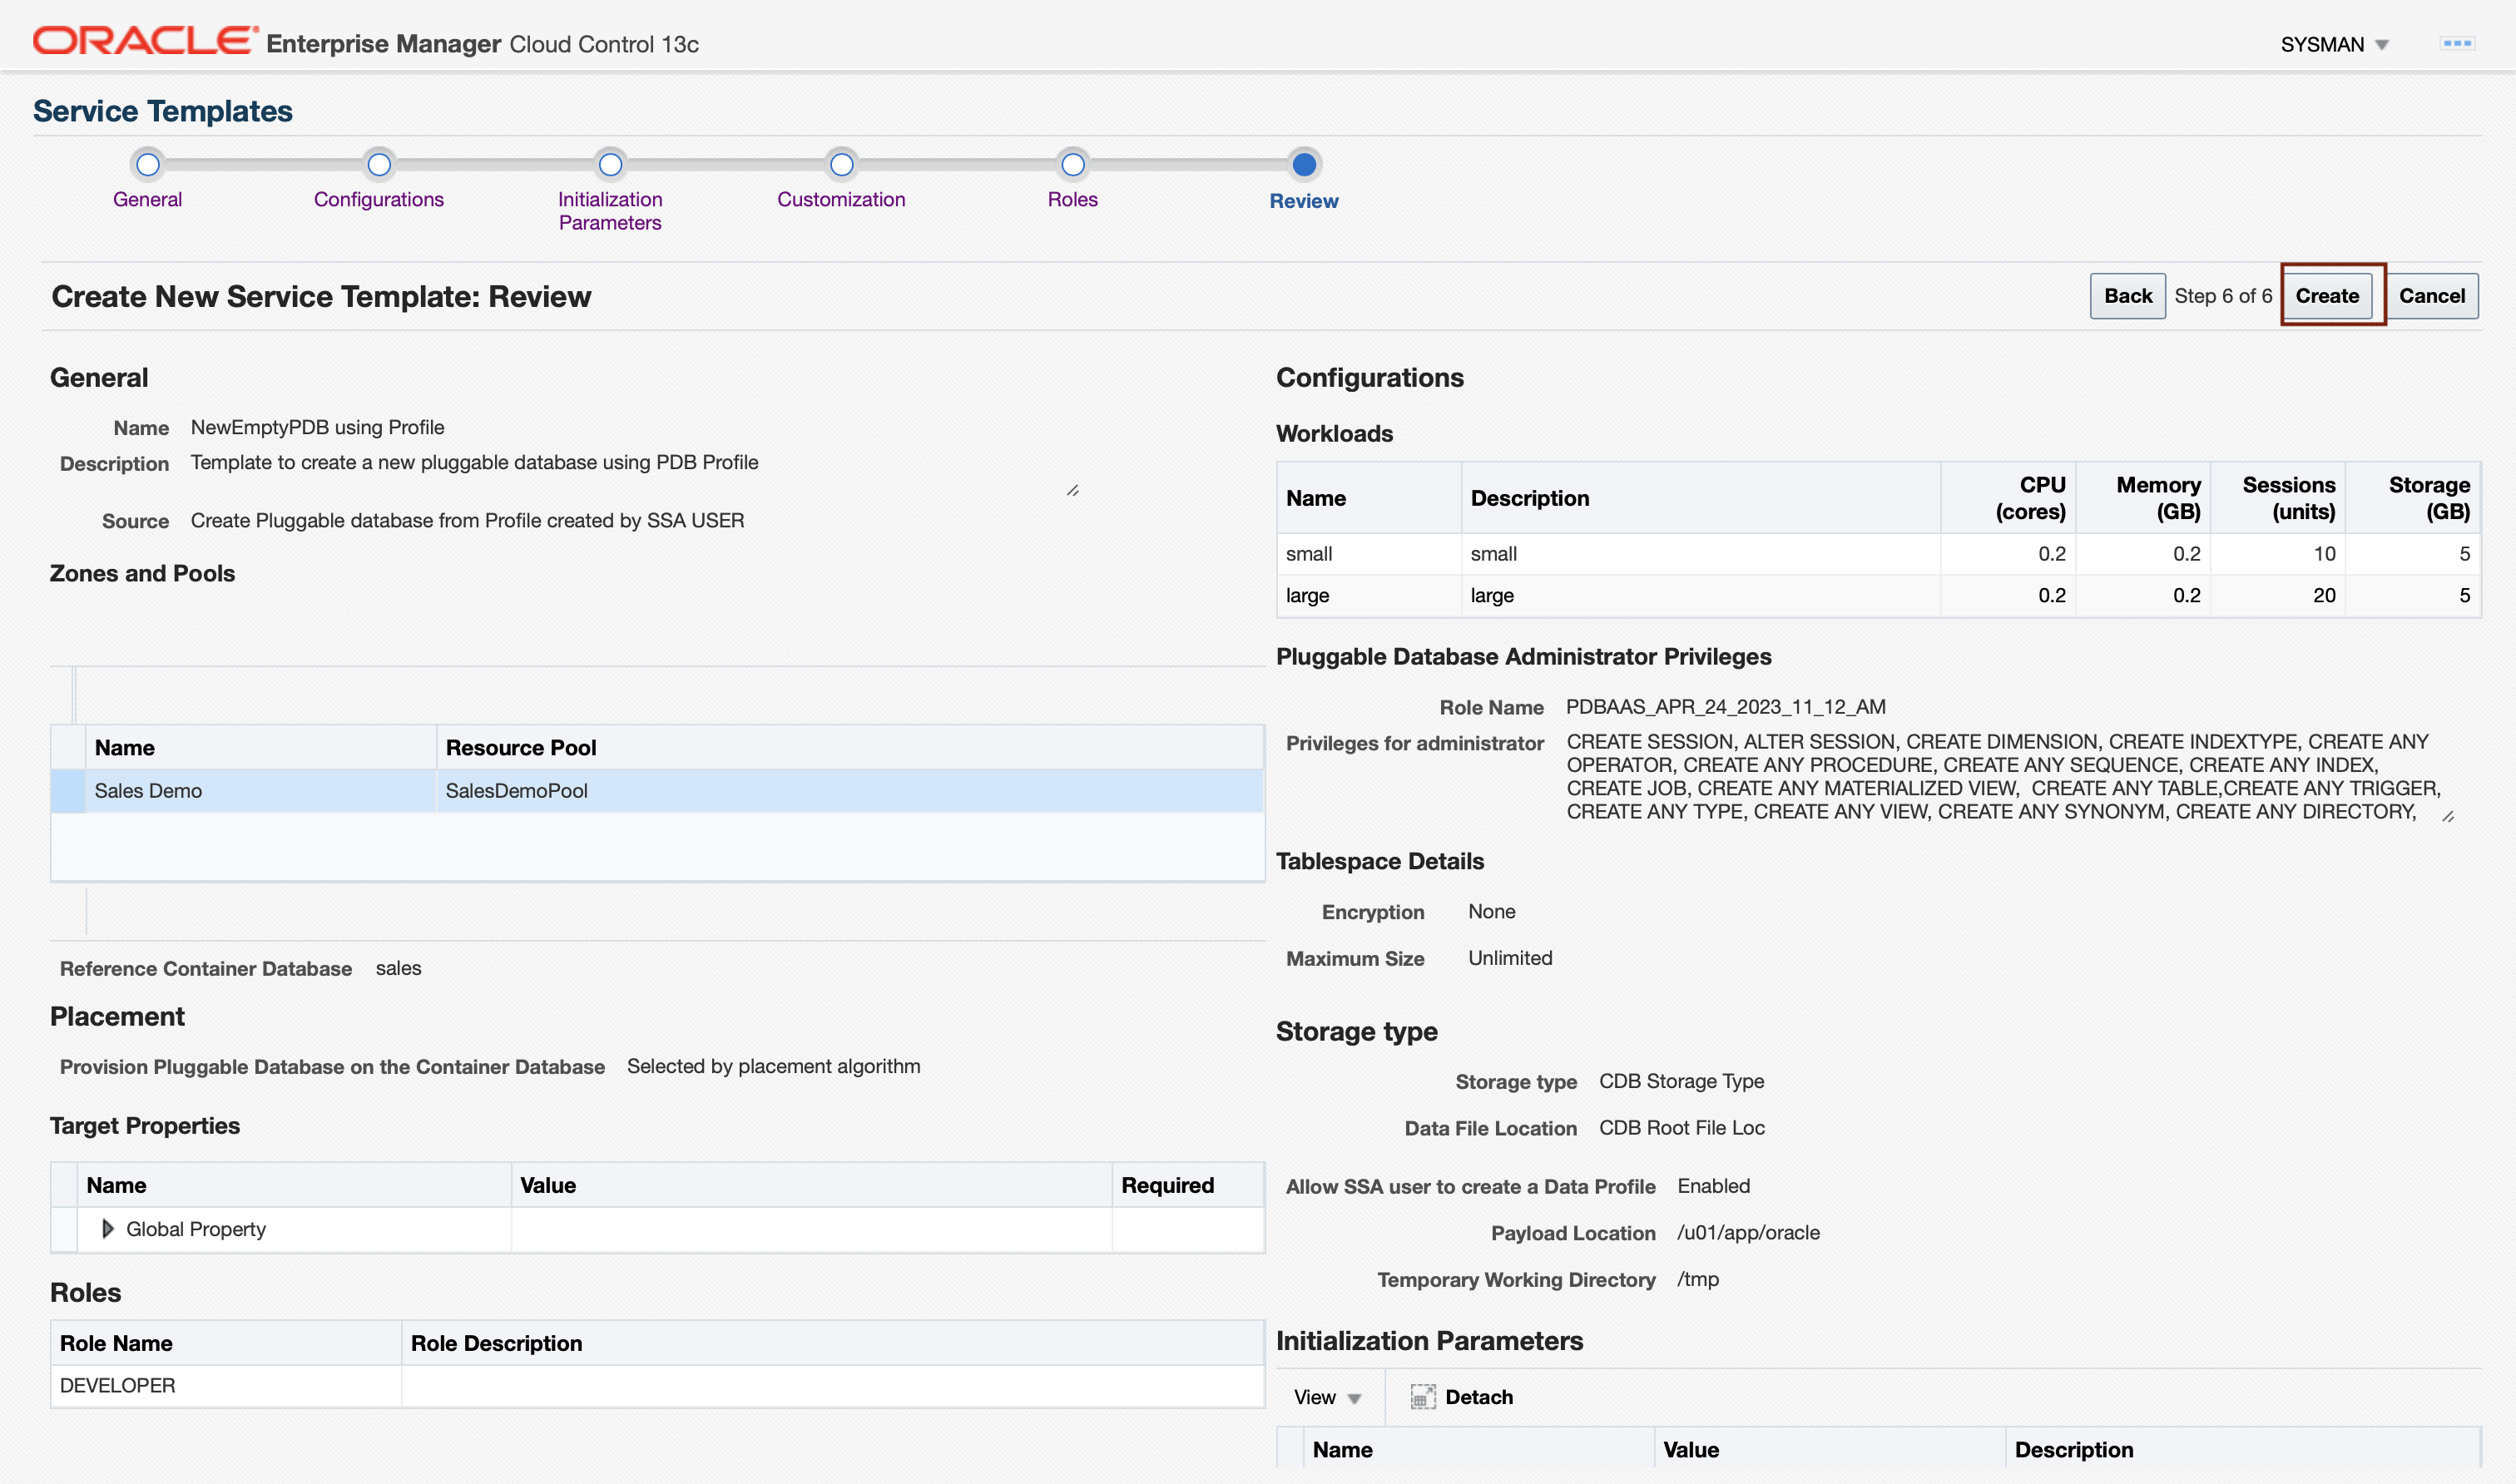 ORACLE Enterprise Manager Cloud Control 13c
SYSMAN
Service Templates
General
Configurations
Initialization
Parameters
Customization
Roles
Review
Create New Service Template: Review
Back Step 6 of 6 Create Cancel
General
Name NewEmptyPDB using Profile
Description Template to create a new pluggable database using PDB Profile
Source Create Pluggable database from Profile created by SSA USER
Zones and Pools
Name Resource Pool
Sales Demo SalesDemoPool
Reference Container Database sales
Placement
Provision Pluggable Database on the Container Database Selected by placement algorithm
Target Properties
Name Value Required
Global Property
Roles
Role Name Role Description
DEVELOPER
Configurations
Workloads
Name Description CPU (cores) Memory (GB) Sessions (units) Storage (GB)
small small 0.2 0.2 10 5
large large 0.2 0.2 20 5
Pluggable Database Administrator Privileges
Role Name PDBAAS_APR_24_2023_11_12_AM
Privileges for administrator CREATE SESSION, ALTER SESSION, CREATE DIMENSION, CREATE INDEXTYPE, CREATE ANY
OPERATOR, CREATE ANY PROCEDURE, CREATE ANY SEQUENCE, CREATE ANY INDEX,
CREATE JOB, CREATE ANY MATERIALIZED VIEW,  CREATE ANY TABLE,CREATE ANY TRIGGER,
CREATE ANY TYPE, CREATE ANY VIEW, CREATE ANY SYNONYM, CREATE ANY DIRECTORY,
Tablespace Details
Encryption None
Maximum Size Unlimited
Storage type
Storage type CDB Storage Type
Data File Location CDB Root File Loc
Allow SSA user to create a Data Profile Enabled
Payload Location /u01/app/oracle
Temporary Working Directory /tmp
Initialization Parameters
View Detach
Name Value Description